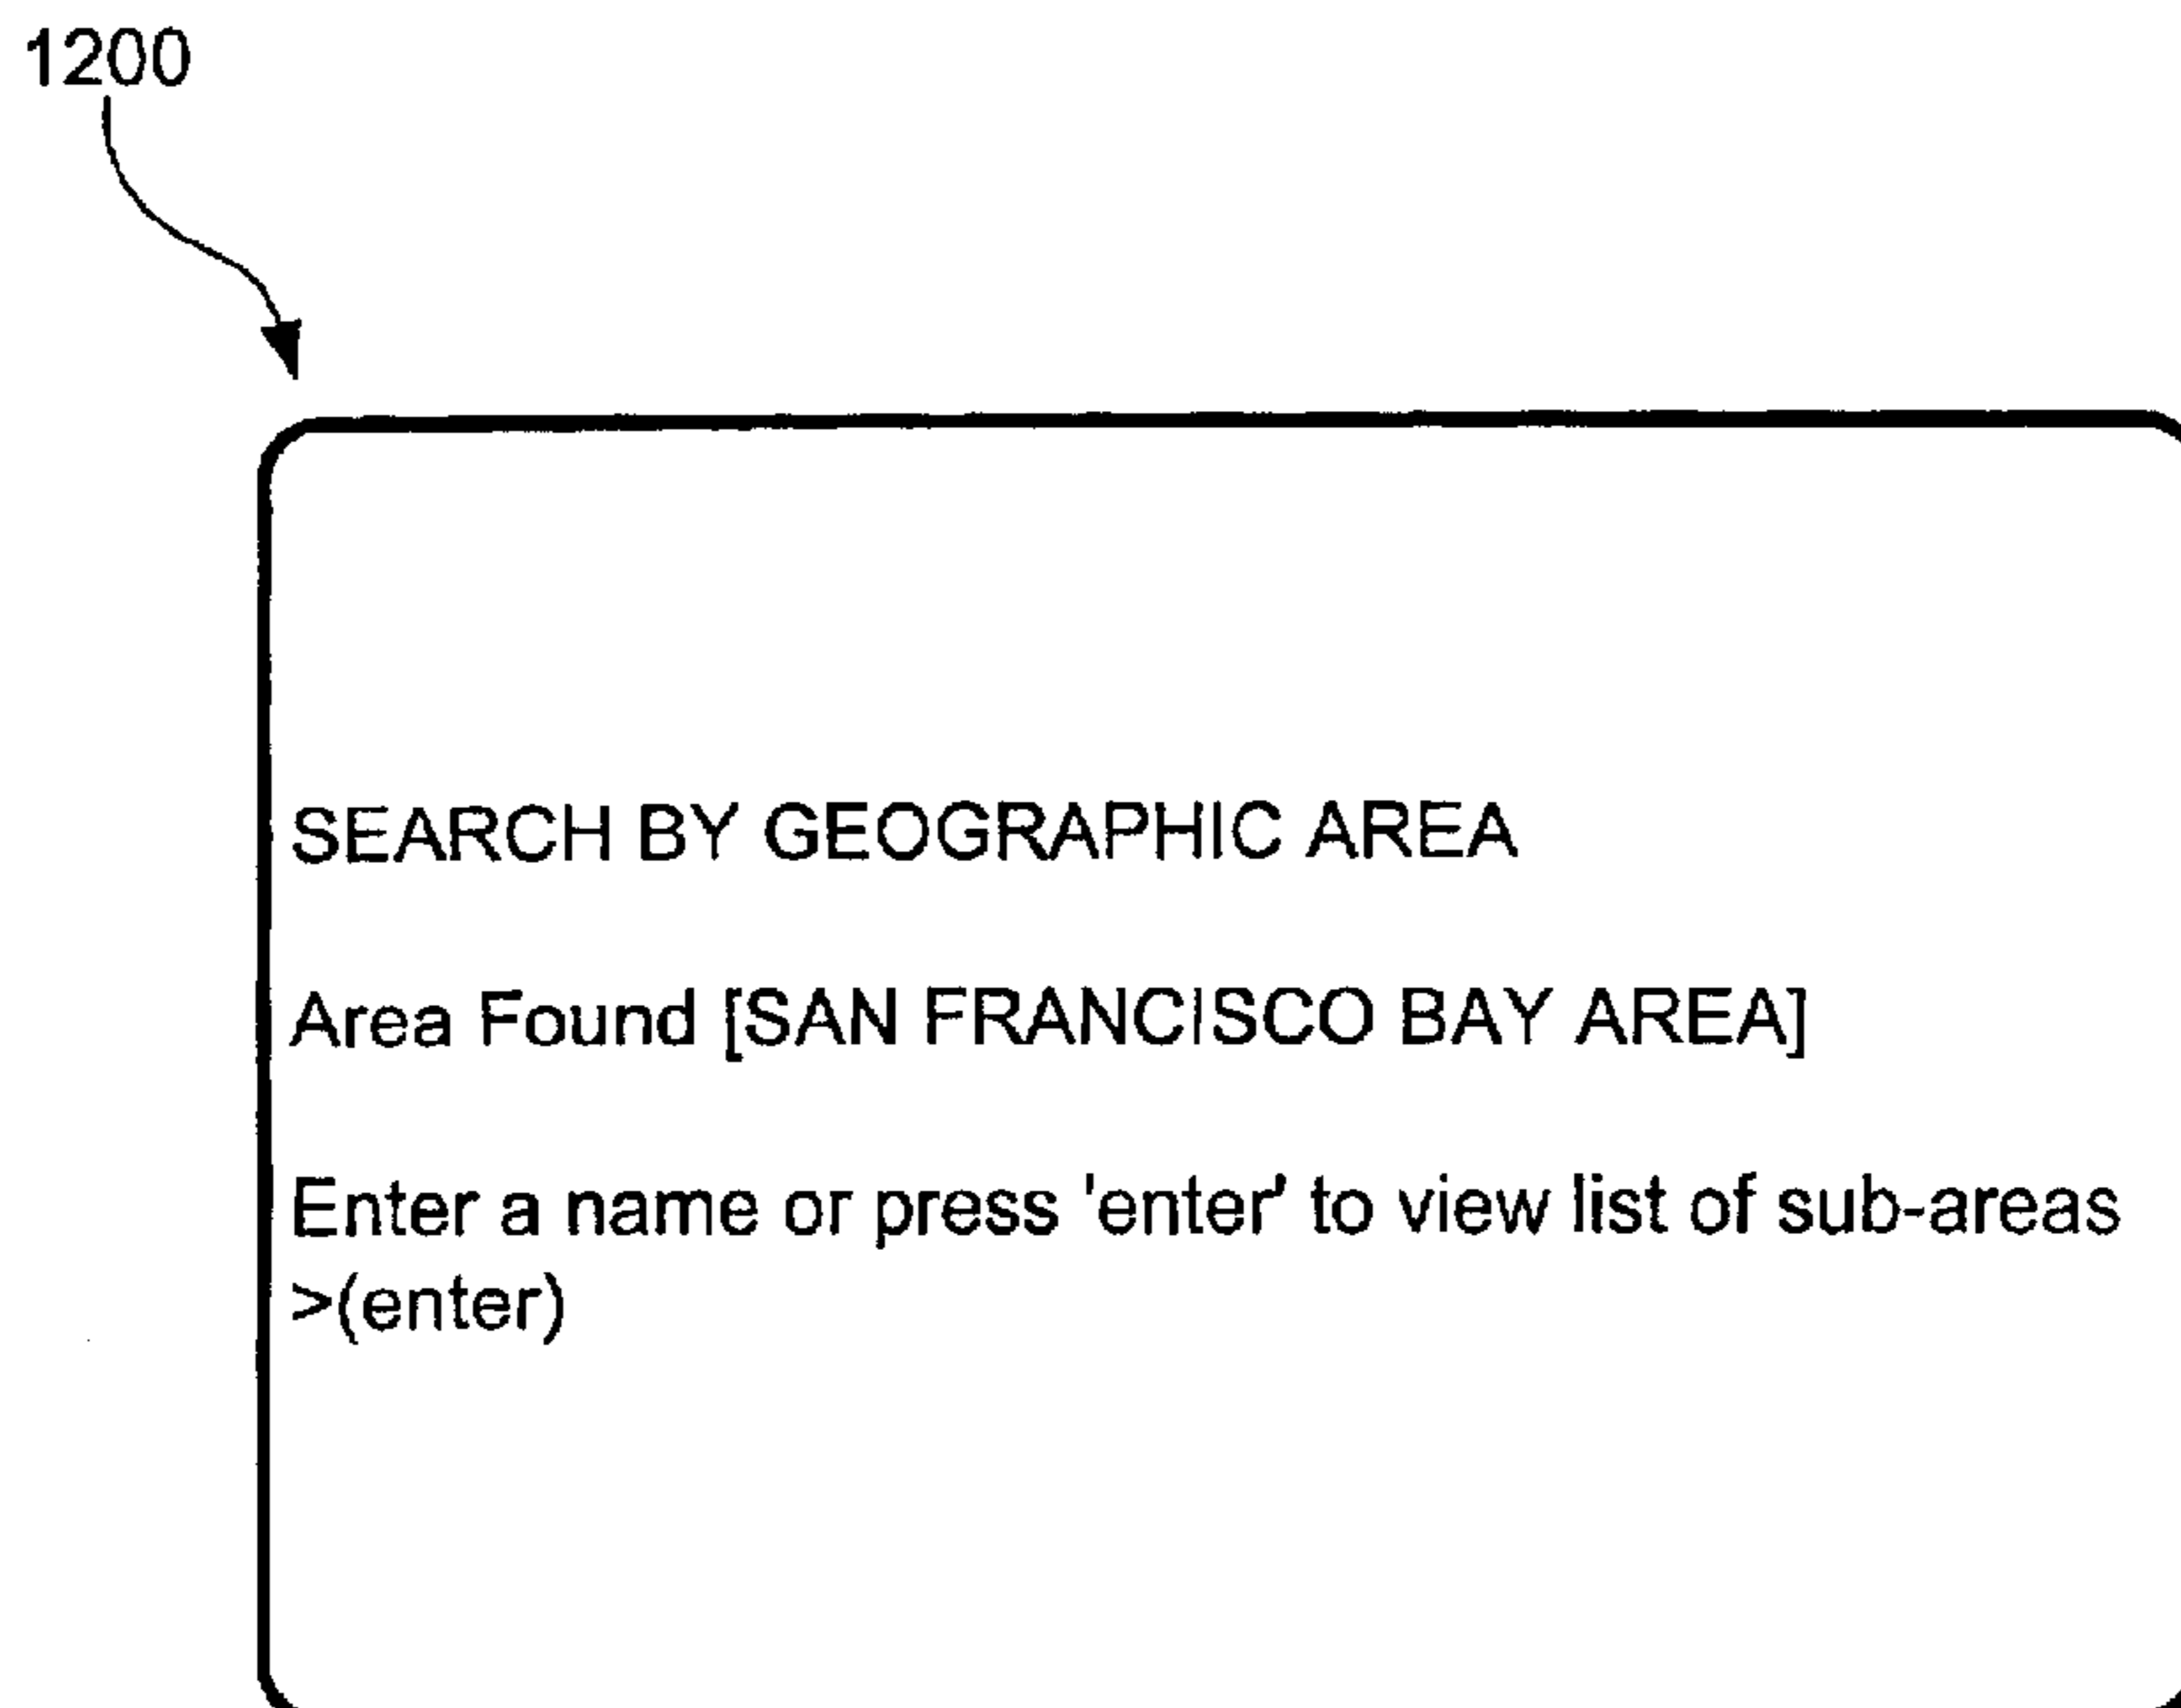 1200
SEARCH BY GEOGRAPHIC AREA
Area Found [SAN FRANCISCO BAY AREA]
Enter a name or press 'enter' to view list of sub-areas
>(enter)